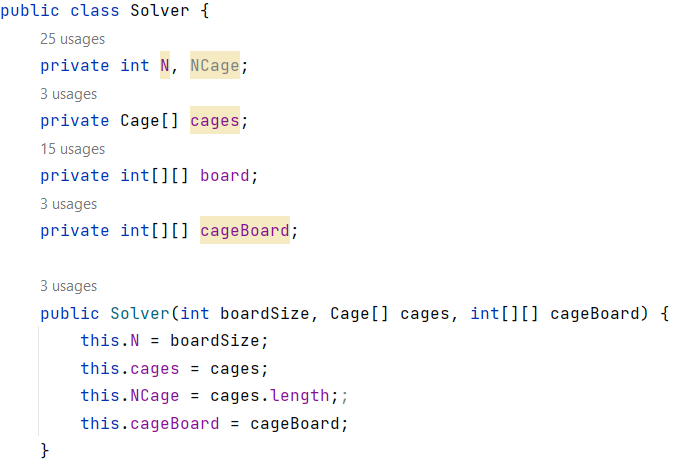 public class Solver {
25 usages
private int N, NCage;
3 usages
private Cage[] cages;
15 usages
private int[][] board;
3 usages
private int[][] cageBoard;
3 usages
public Solver(int boardSize, Cage[] cages, int[][] cageBoard) {
this.N = boardSize;
this.cages = cages;
this.NCage = cages.length;;
this.cageBoard = cageBoard;
}